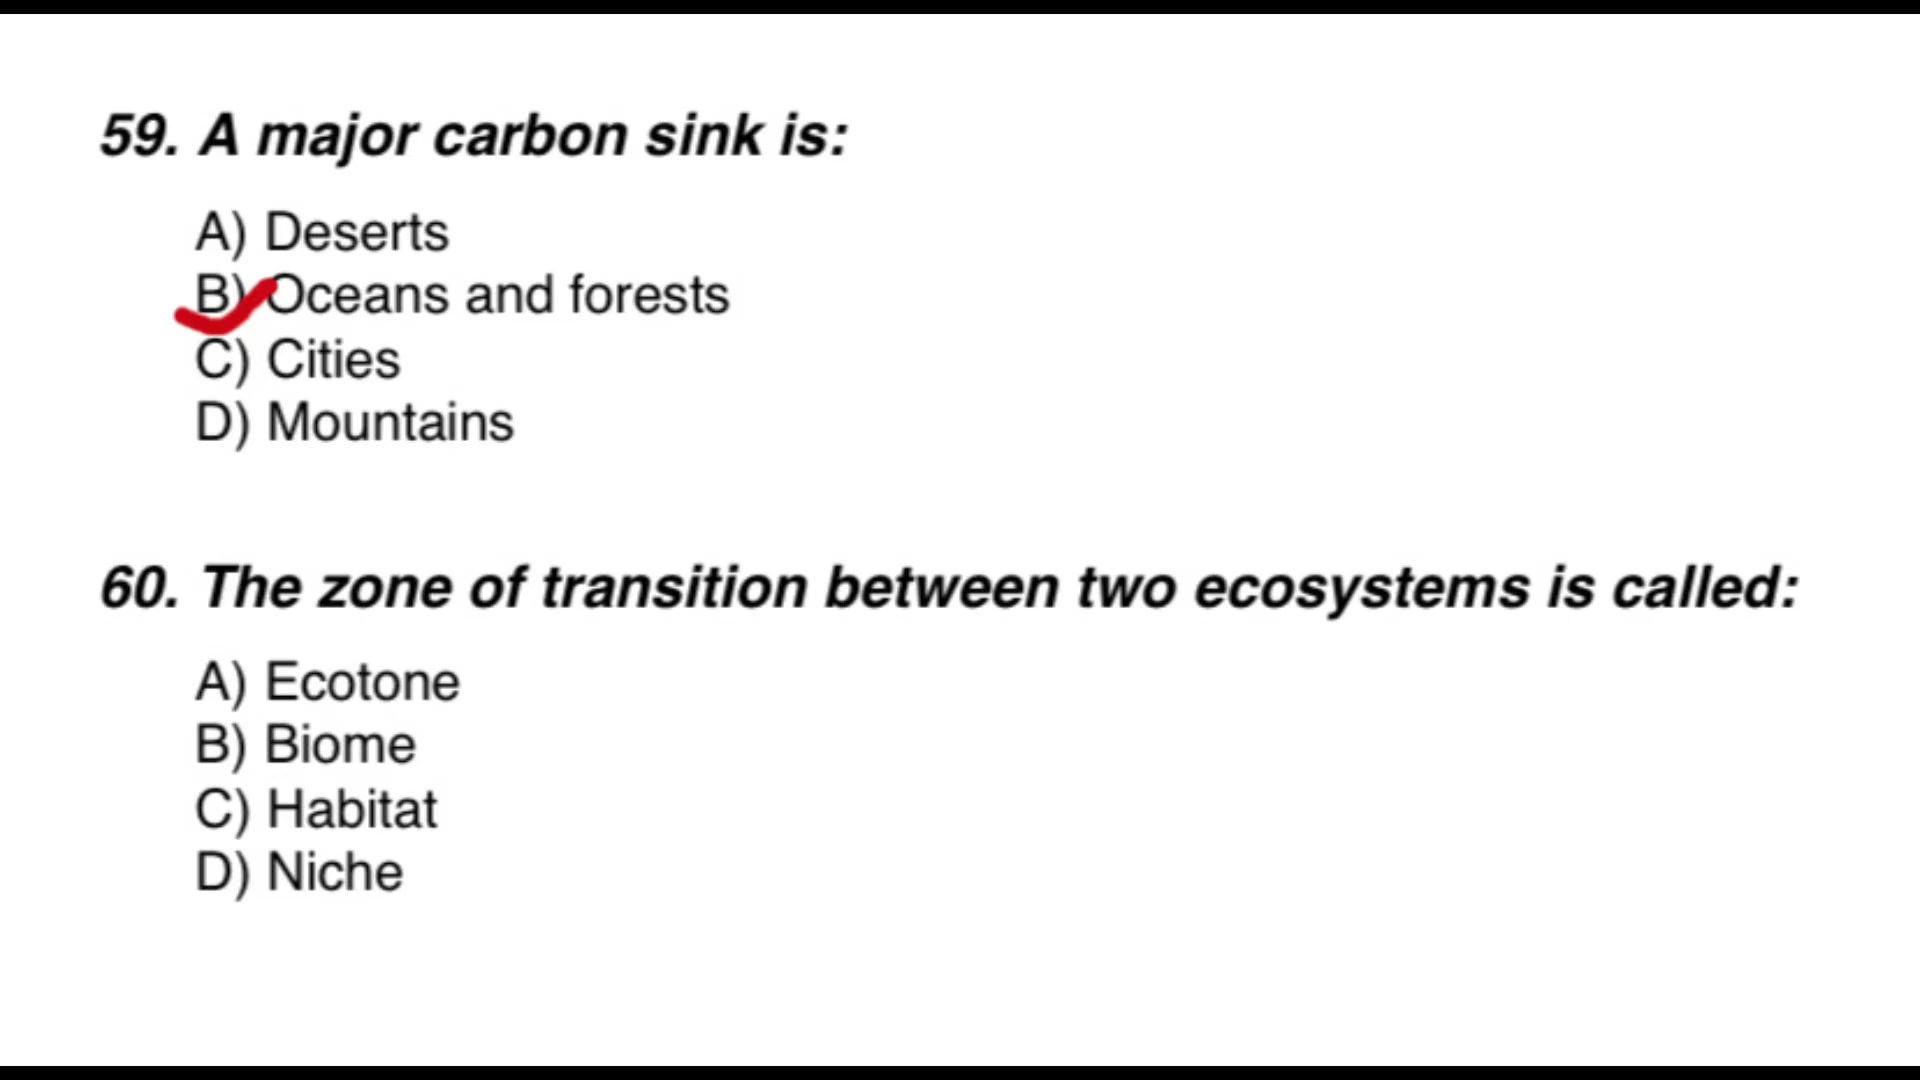 59. A major carbon sink is:
A) Deserts
B) Oceans and forests
C) Cities
D) Mountains
60. The zone of transition between two ecosystems is called:
A) Ecotone
B) Biome
C) Habitat
D) Niche